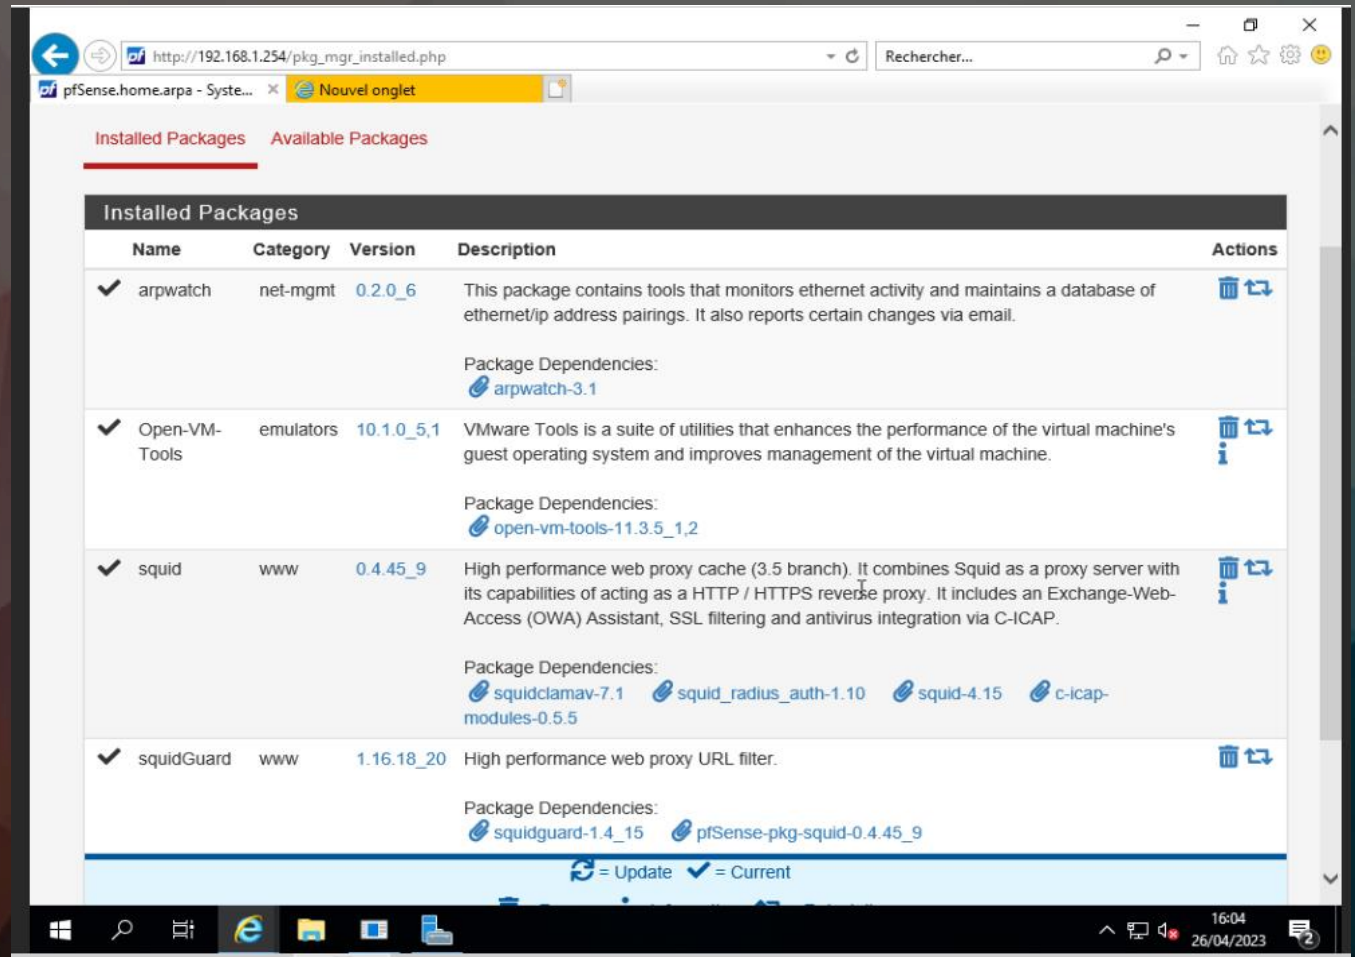 http://192.168.1.254/pkg_mgr_installed.php
Rechercher...
pfSense.home.arpa - Syste...
Nouvel onglet
Installed Packages Available Packages
Installed Packages
Name Category Version Description Actions
arpwatch net-mgmt 0.2.0_6 This package contains tools that monitors ethernet activity and maintains a database of
ethernet/ip address pairings. It also reports certain changes via email.
Package Dependencies:
arpwatch-3.1
Open-VM- emulators 10.1.0_5,1 VMware Tools is a suite of utilities that enhances the performance of the virtual machine's
Tools guest operating system and improves management of the virtual machine.
Package Dependencies:
open-vm-tools-11.3.5_1,2
squid www 0.4.45_9 High performance web proxy cache (3.5 branch). It combines Squid as a proxy server with
its capabilities of acting as a HTTP / HTTPS reverse proxy. It includes an Exchange-Web-
Access (OWA) Assistant, SSL filtering and antivirus integration via C-ICAP.
Package Dependencies:
squidclamav-7.1 squid_radius_auth-1.10 squid-4.15 c-icap-
modules-0.5.5
squidGuard www 1.16.18_20 High performance web proxy URL filter.
Package Dependencies:
squidguard-1.4_15 pfSense-pkg-squid-0.4.45_9
= Update = Current
16:04
26/04/2023
2